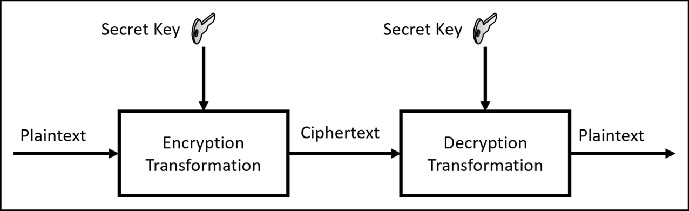 Secret Key
Secret Key
Plaintext
Encryption
Transformation
Ciphertext
Decryption
Transformation
Plaintext